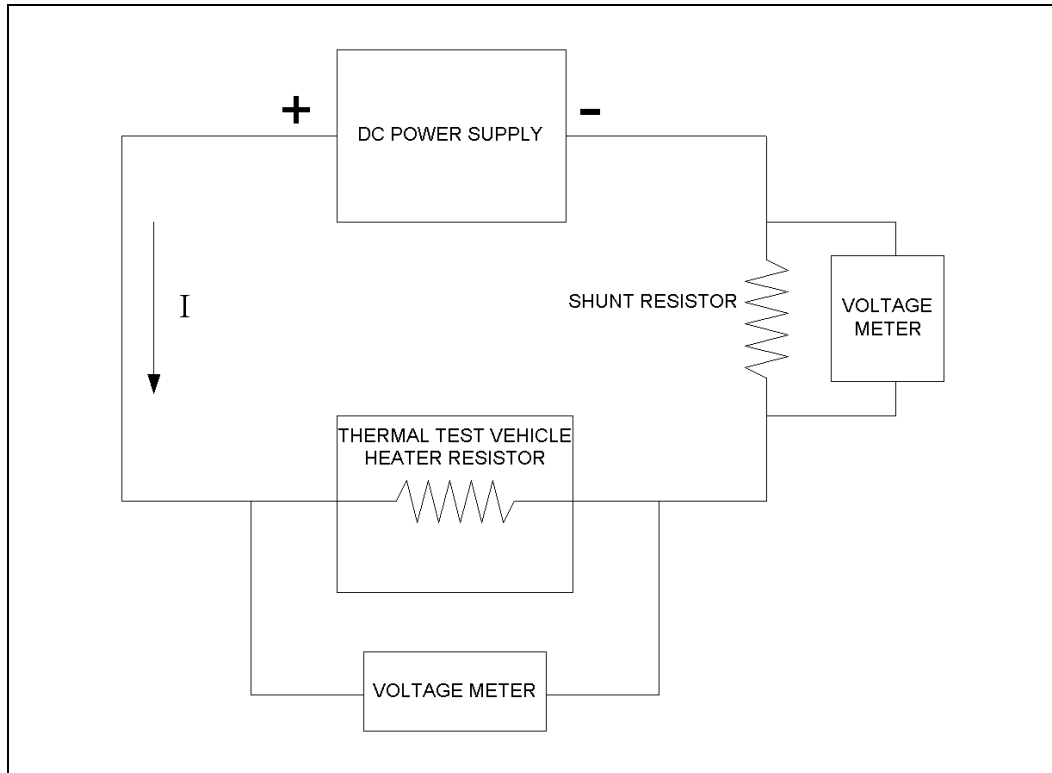 +
-
DC POWER SUPPLY
I
SHUNT RESISTOR
VOLTAGE
METER
THERMAL TEST VEHICLE
HEATER RESISTOR
VOLTAGE METER